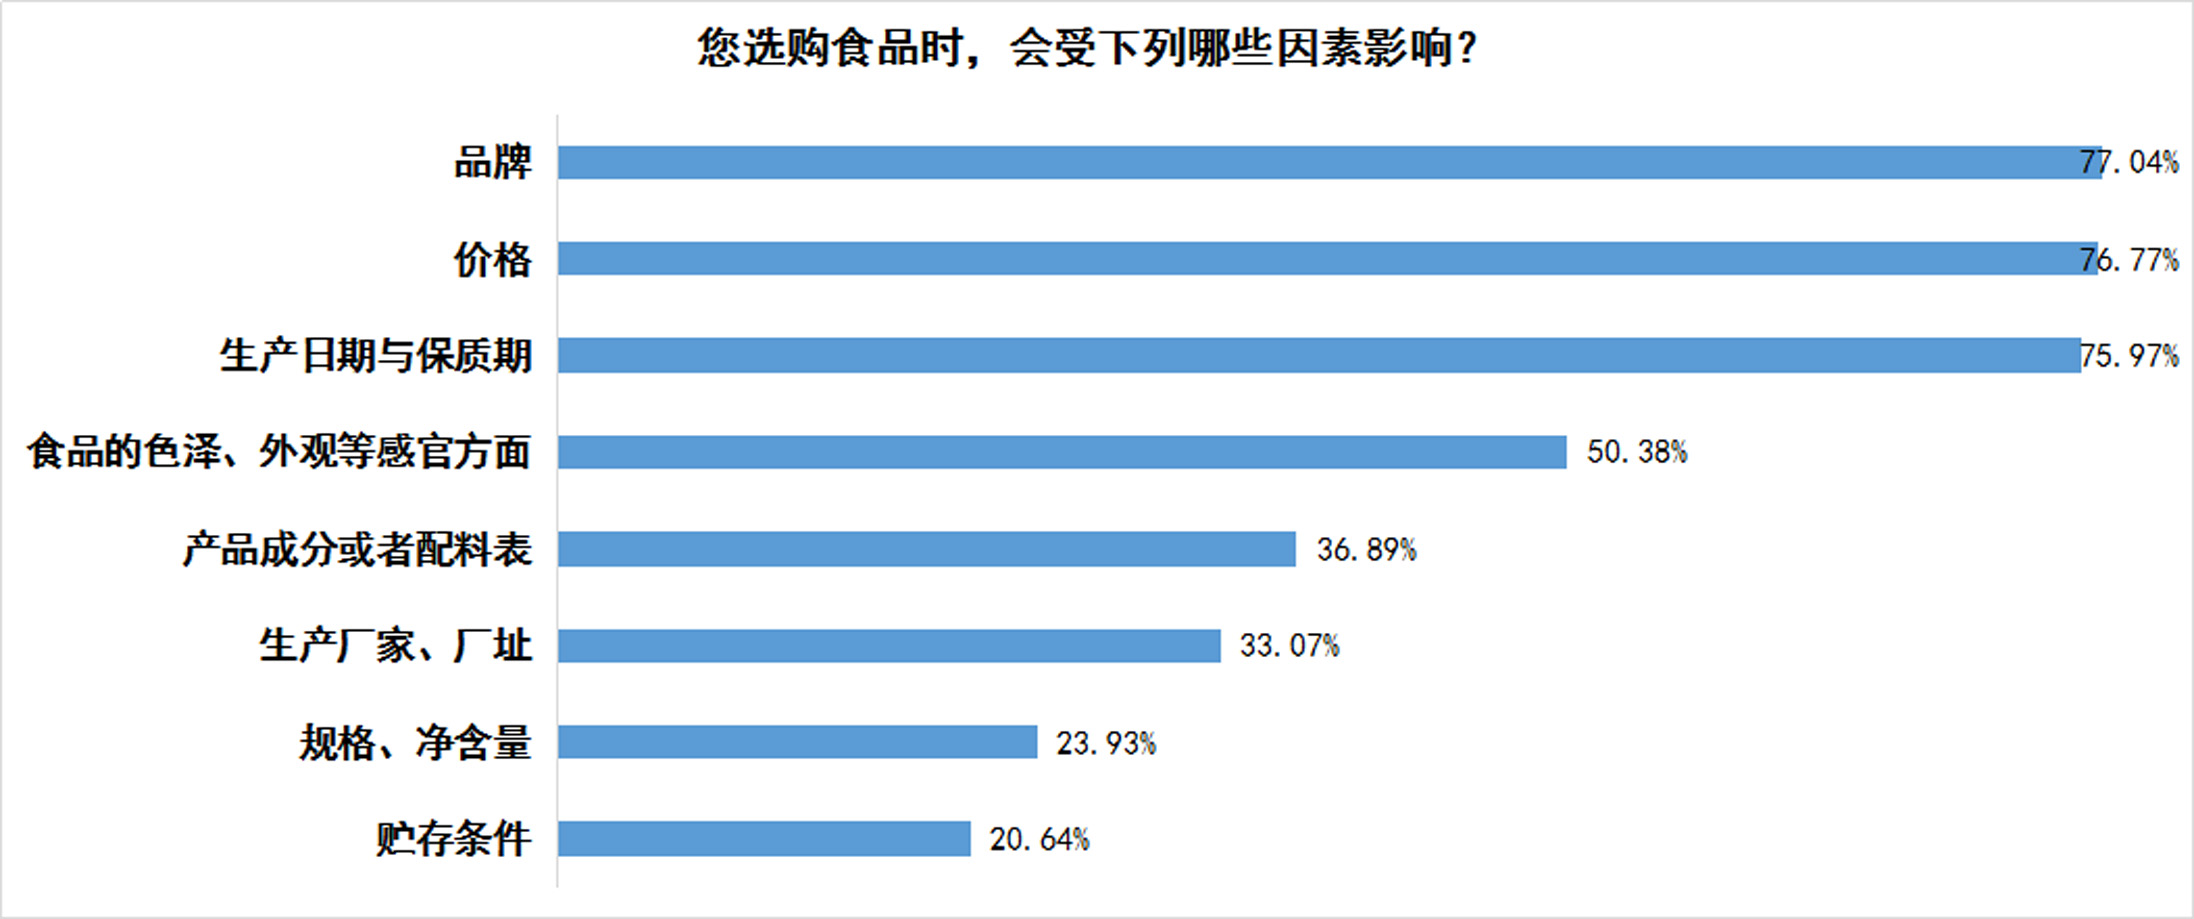 您选购食品时，会受下列哪些因素影响？
品牌 77.04%
价格 76.77%
生产日期与保质期 75.97%
食品的色泽、外观等感官方面 50.38%
产品成分或者配料表 36.89%
生产厂家、厂址 33.07%
规格、净含量 23.93%
贮存条件 20.64%